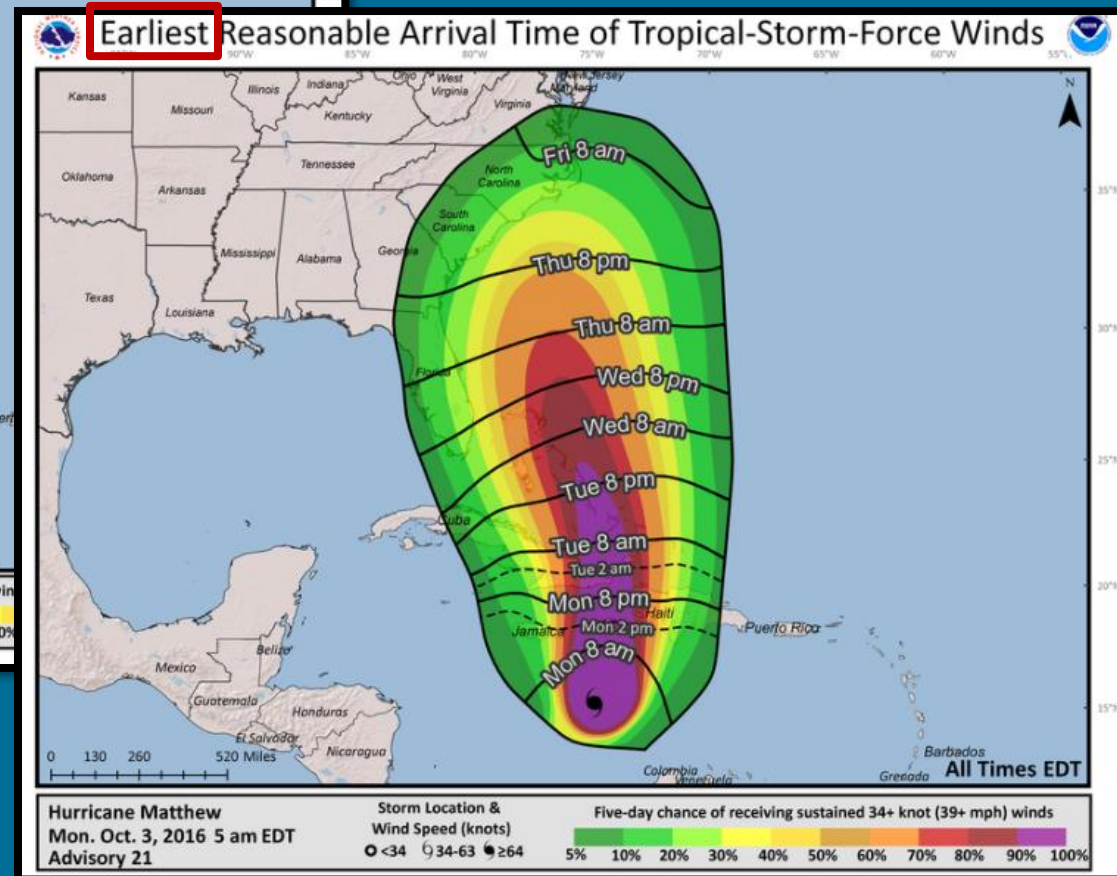 Earliest Reasonable Arrival Time of Tropical-Storm-Force Winds
90°W 85°W 80°W 75°W 70°W 65°W 60°W
Kansas
Missouri
Illinois
Indiana
Ohio
West
Virginia
Kentucky
Virginia
Oklahoma
Arkansas
Tennessee
North
Carolina
South
Carolina
Mississippi
Alabama
Georgia
Texas
Louisiana
Florida
N
Fri 8 am
35°N
Thu 8 pm
Thu 8 am
30°N
Wed 8 pm
Wed 8 am
25°N
Tue 8 pm
Cuba
Tue 8 am
Tue 2 am
20°N
Mon 8 pm
Haiti
Jamaica
Mon 2 pm
Puerto Rico
Mon 8 am
Mexico
Belize
Guatemala
Honduras
El Salvador
Nicaragua
15°N
Barbados
Grenada
Colombia
Venezuela
0 130 260 520 Miles
All Times EDT
Hurricane Matthew
Mon. Oct. 3, 2016 5 am EDT
Advisory 21
Storm Location &
Wind Speed (knots)
<34 34-63 ≥64
Five-day chance of receiving sustained 34+ knot (39+ mph) winds
5% 10% 20% 30% 40% 50% 60% 70% 80% 90% 100%